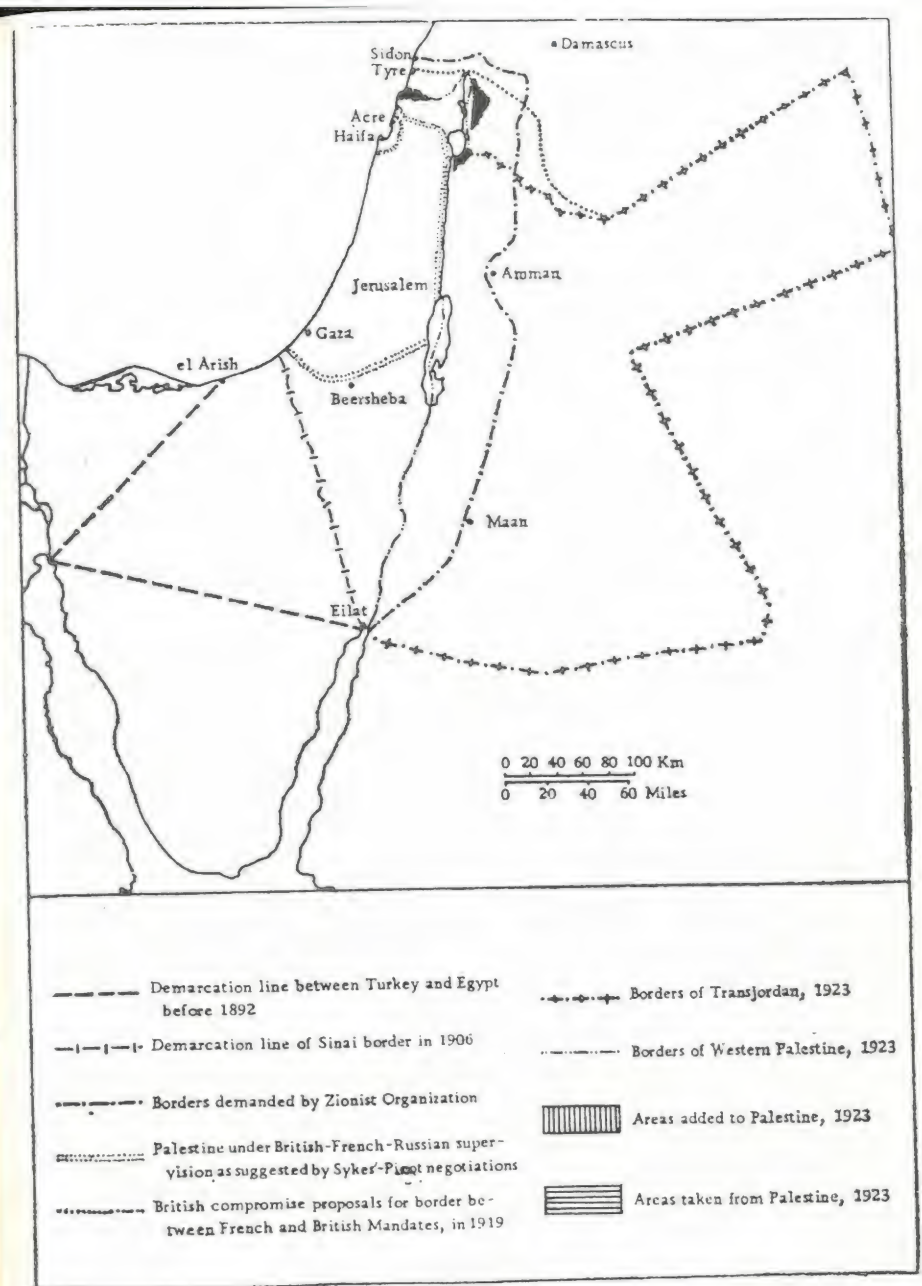 Damascus
Sidon
Tyre
Acre
Haifa
Amman
Jerusalem
Gaza
el Arish
Beersheba
Maan
Eilat
0 20 40 60 80 100 Km
0 20 40 60 Miles
Demarcation line between Turkey and Egypt
before 1892
Demarcation line of Sinai border in 1906
Borders demanded by Zionist Organization
Palestine under British-French-Russian super-
vision as suggested by Sykes-Picot negotiations
British compromise proposals for border be-
tween French and British Mandates, in 1919
Borders of Transjordan, 1923
Borders of Western Palestine, 1923
Areas added to Palestine, 1923
Areas taken from Palestine, 1923